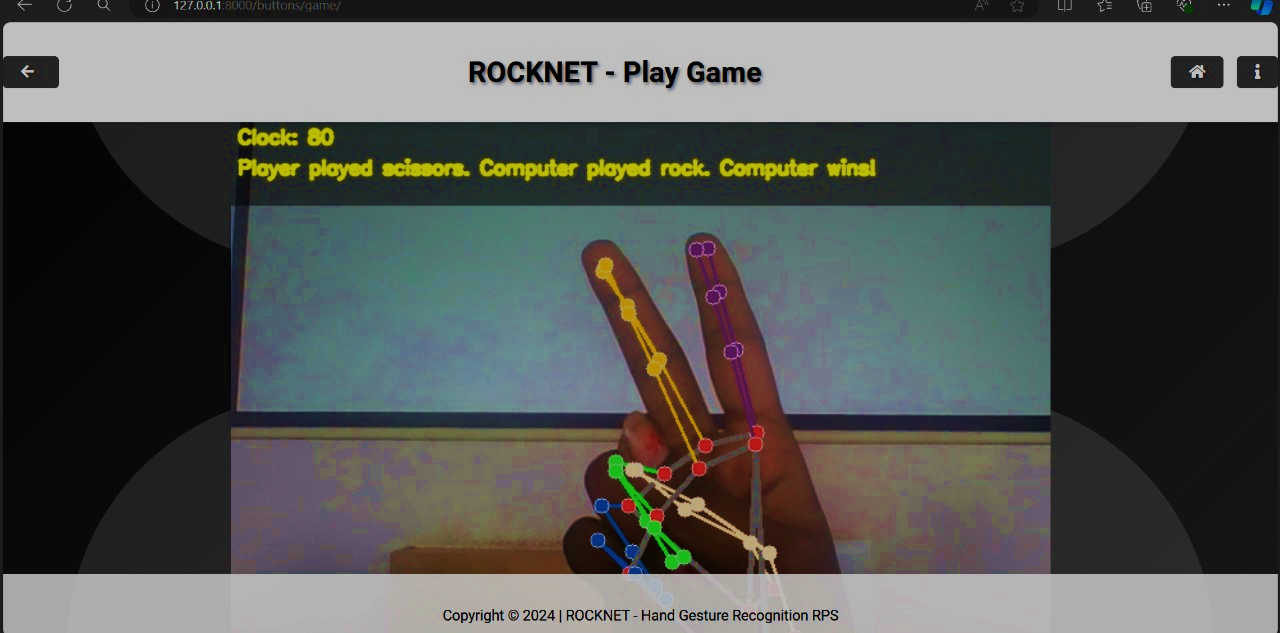 127.0.0.1:8000/buttons/game/
ROCKNET - Play Game
Clock: 80
Player played scissors. Computer played rock. Computer wins!
Copyright © 2024 | ROCKNET - Hand Gesture Recognition RPS